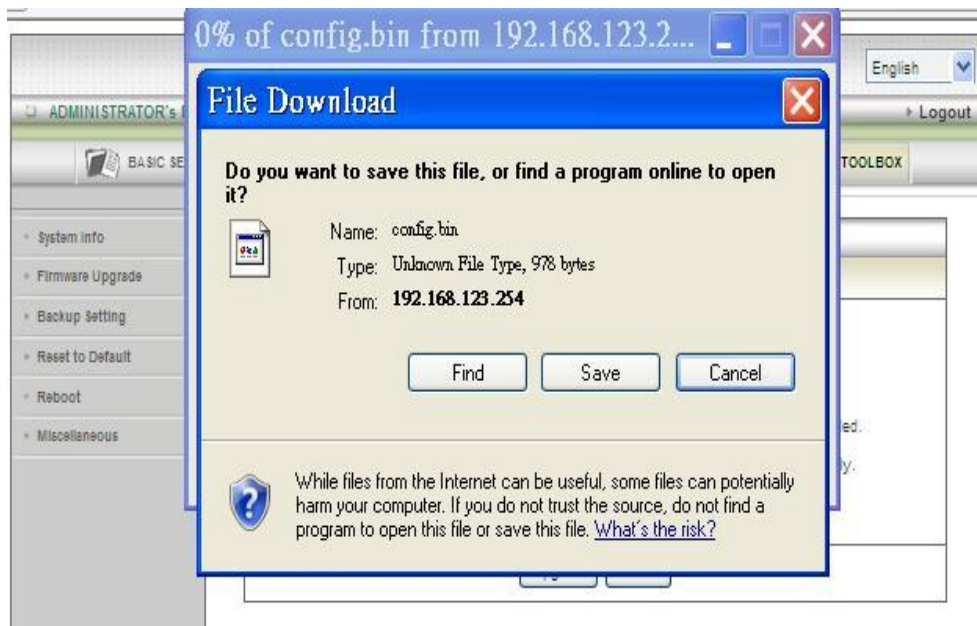 0% of config.bin from 192.168.123.2...
English
File Download
ADMINISTRATOR's
Logout
BASIC SE
TOOLBOX
Do you want to save this file, or find a program online to open
it?
Name: config.bin
Type: Unknown File Type, 978 bytes
From: 192.168.123.254
Find
Save
Cancel
System Info
Firmware Upgrade
Backup Setting
Reset to Default
Reboot
Miscellaneous
ed.
y.
While files from the Internet can be useful, some files can potentially
harm your computer. If you do not trust the source, do not find a
program to open this file or save this file. What's the risk?